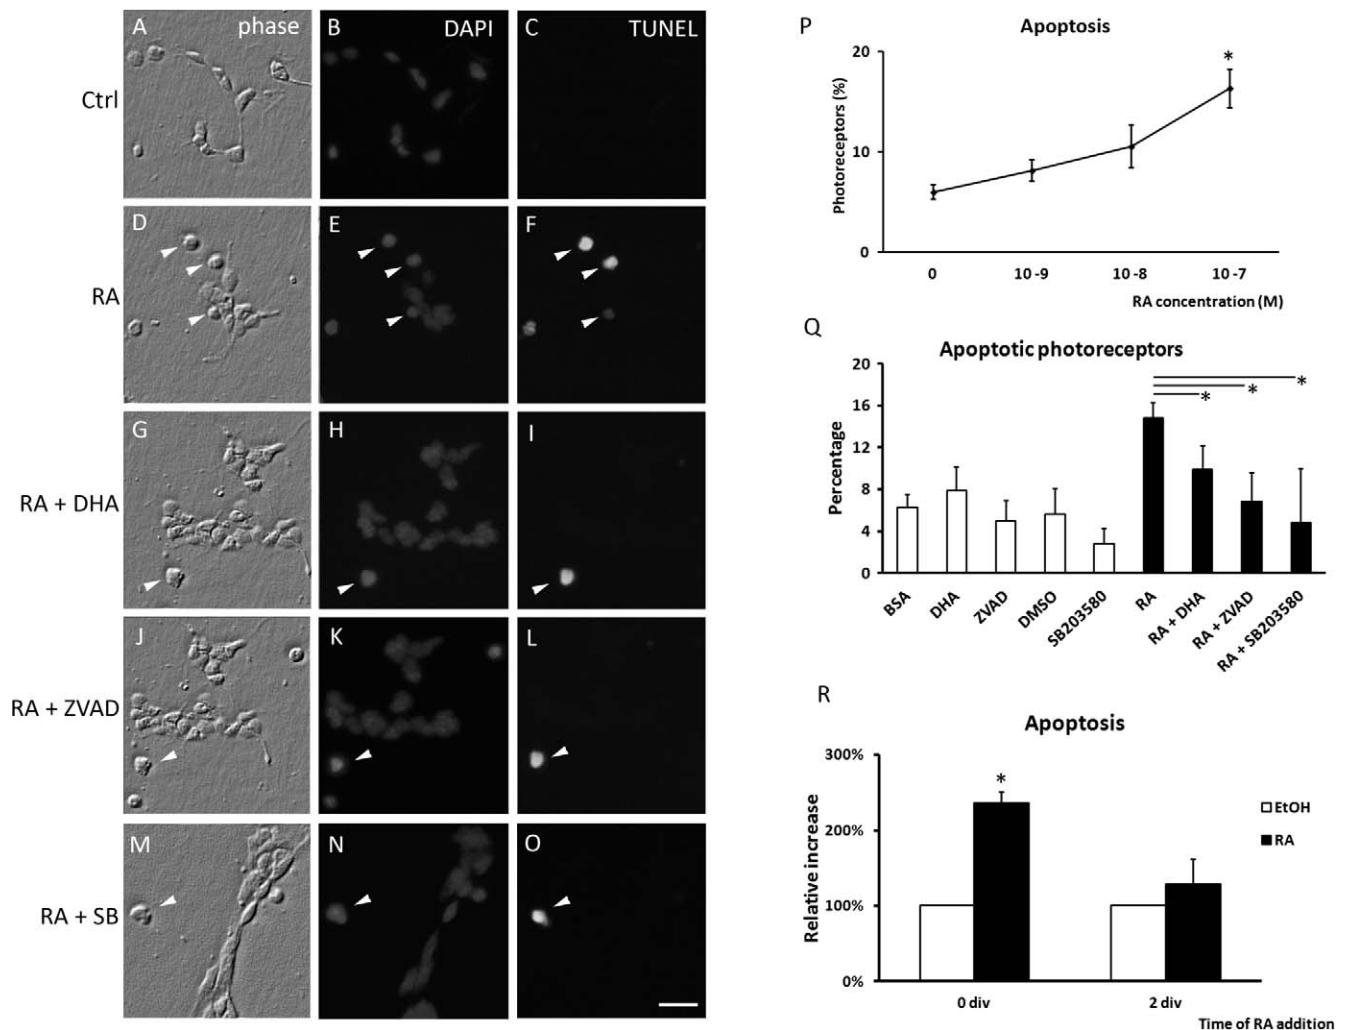 A phase B DAPI C TUNEL
Ctrl
D E F
RA
G H I
RA + DHA
J K L
RA + ZVAD
M N O
RA + SB
P
Apoptosis
Photoreceptors (%)
20
*
10
0
0 10-9 10-8 10-7
RA concentration (M)
Q
Apoptotic photoreceptors
Percentage
20
16
12
8
4
0
* * *
BSA DHA ZVAD DMSO SB203580 RA RA + DHA RA + ZVAD RA + SB203580
R
Apoptosis
Relative increase
300%
200%
100%
0%
*
EtOH
RA
0 div 2 div
Time of RA addition